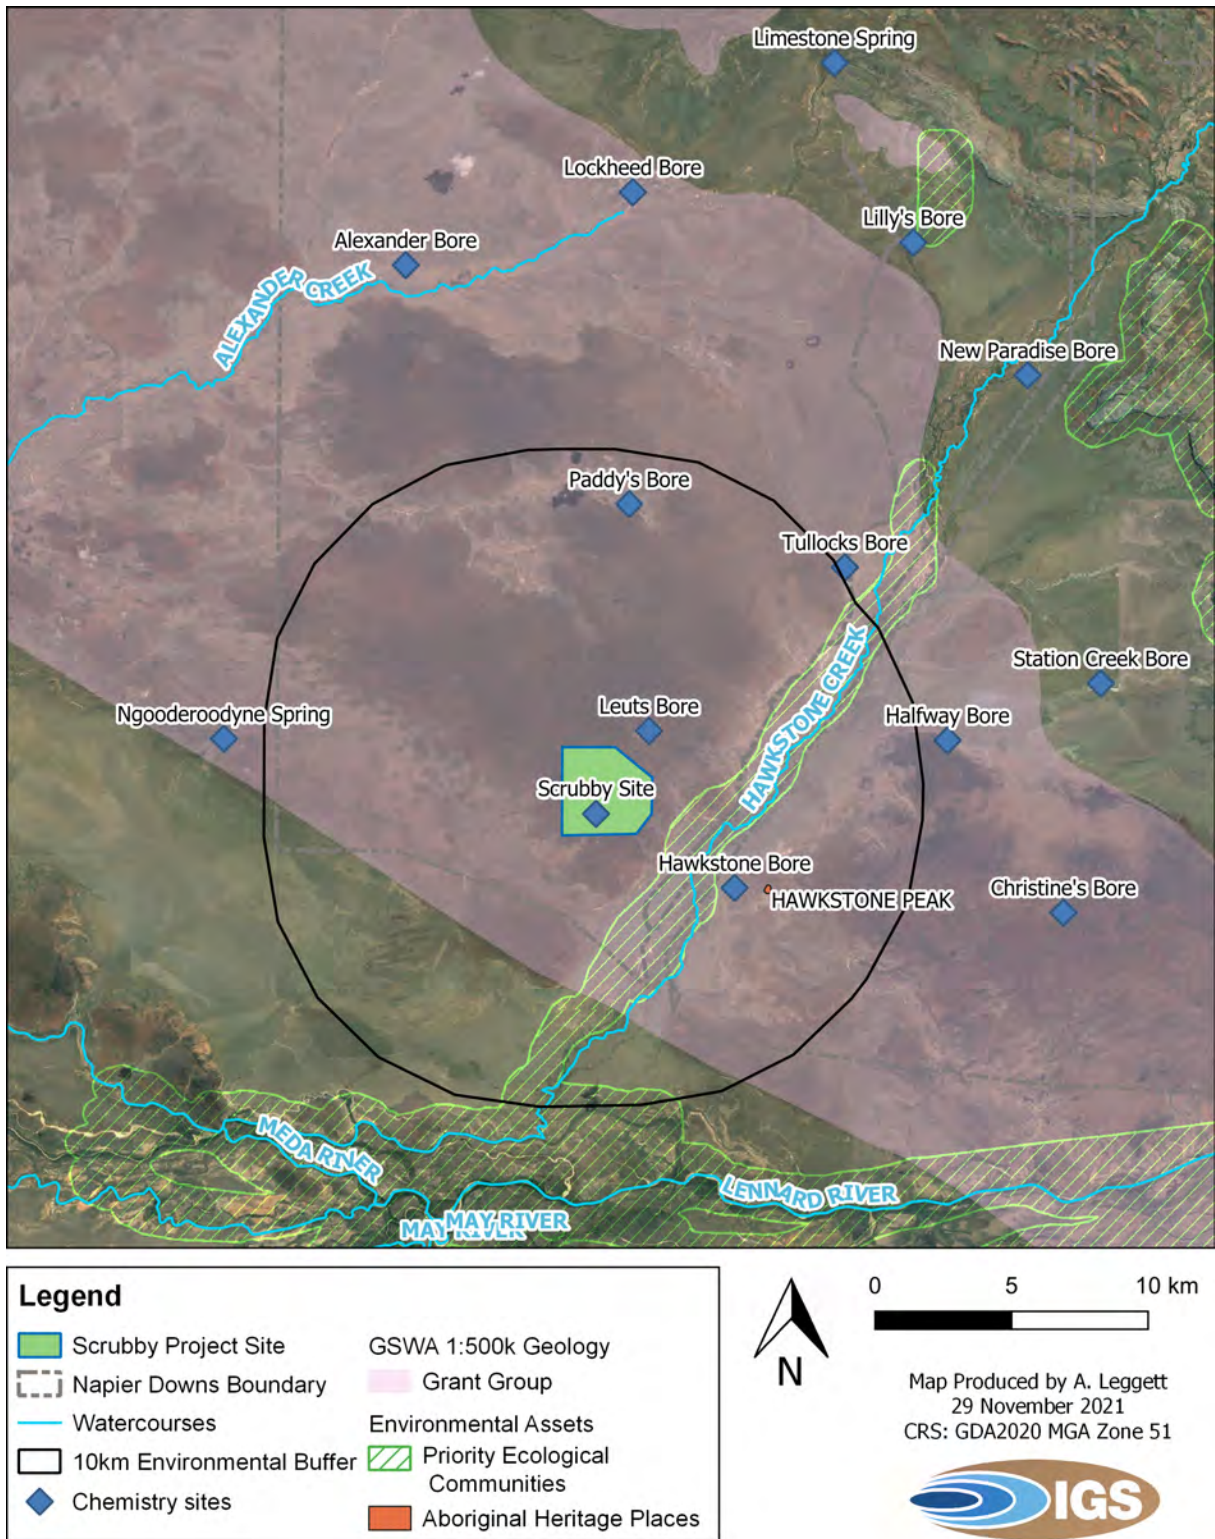 Limestone Spring
Lockheed Bore
Lilly's Bore
Alexander Bore
ALEXANDER CREEK
New Paradise Bore
Paddy's Bore
Tullocks Bore
HAWKSTONE CREEK
Station Creek Bore
Ngooderoodyne Spring
Leuts Bore
Halfway Bore
Scrubby Site
Hawkstone Bore
HAWKSTONE PEAK
Christine's Bore
MEDA RIVER
LENNARD RIVER
MAY RIVER
MAY RIVER
Legend
Scrubby Project Site
Napier Downs Boundary
Watercourses
10km Environmental Buffer
Chemistry sites
GSWA 1:500k Geology
Grant Group
Environmental Assets
Priority Ecological
Communities
Aboriginal Heritage Places
N
0 5 10 km
Map Produced by A. Leggett
29 November 2021
CRS: GDA2020 MGA Zone 51
IGS